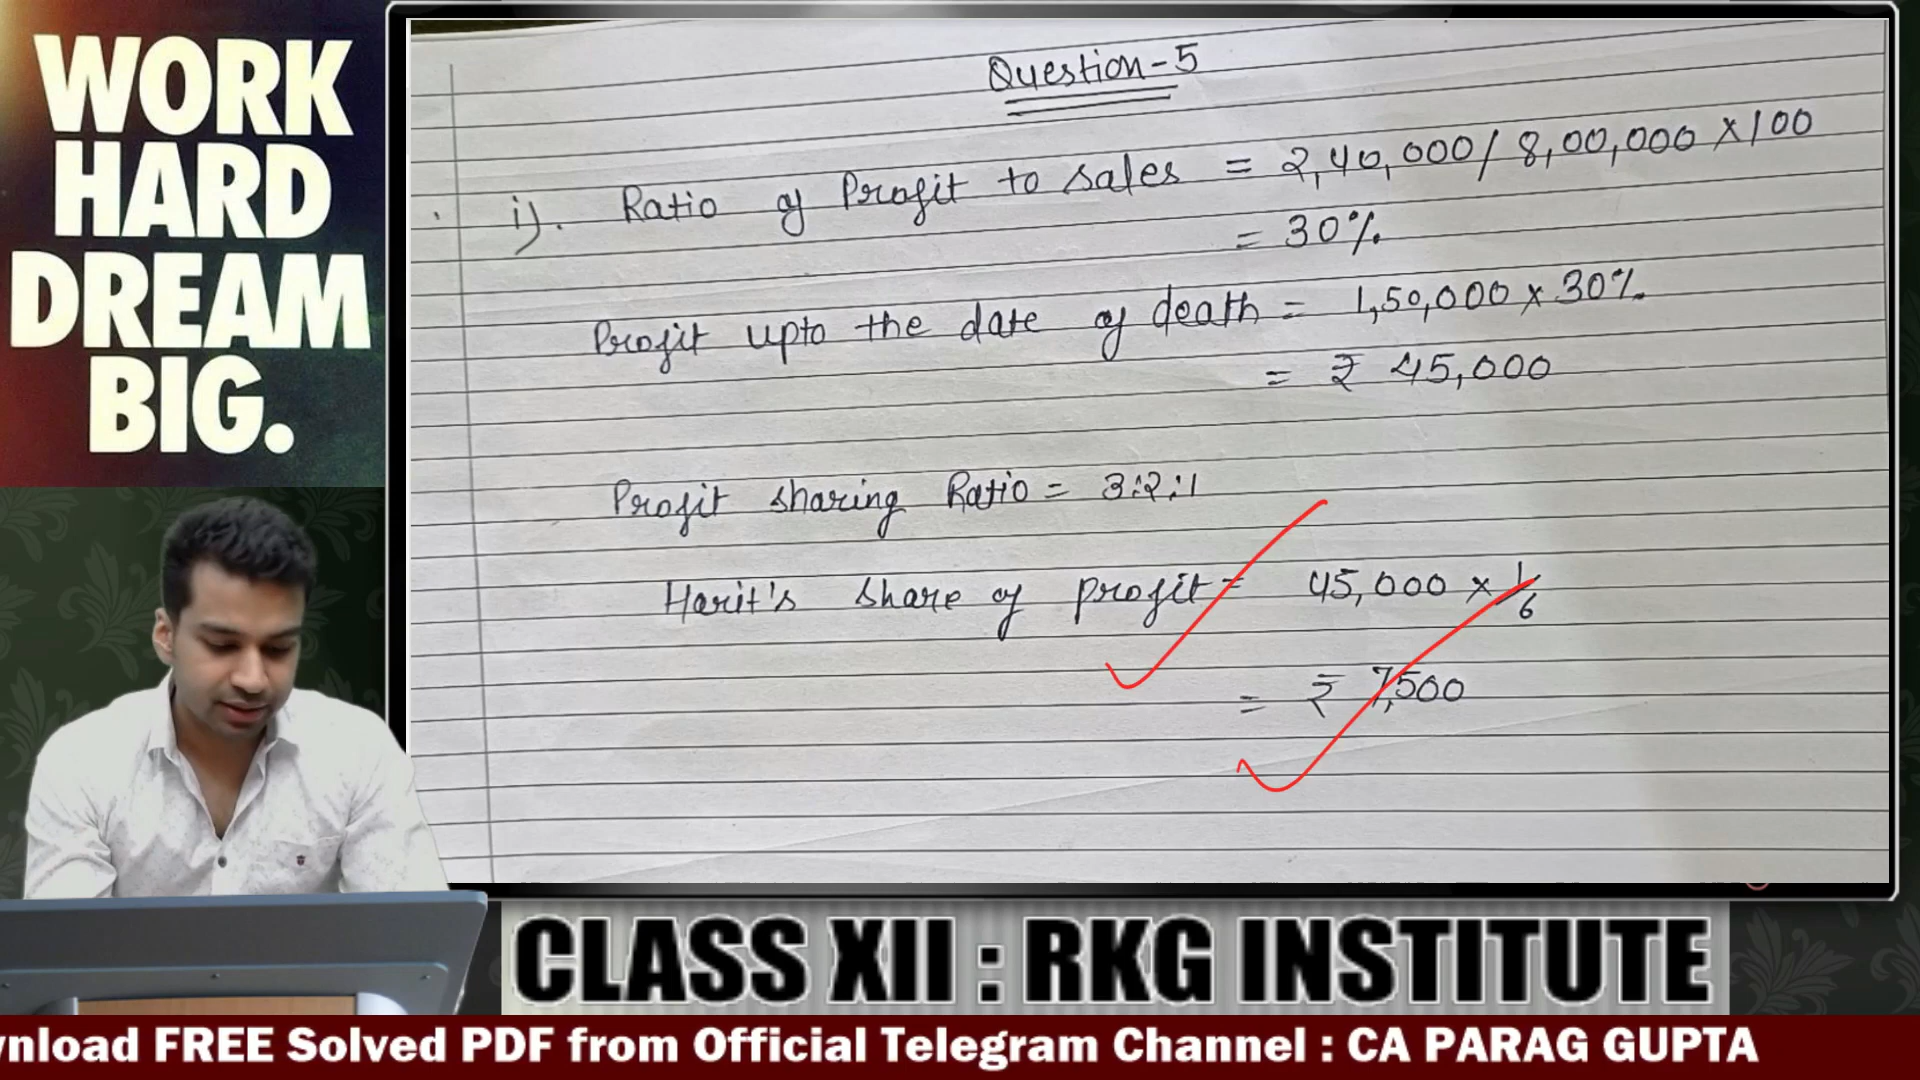 WORK
HARD
DREAM
BIG.
Question-5
i). Ratio of Profit to sales = 2,40,000/ 8,00,000 ×100
= 30%
Profit upto the date of death = 1,50,000 × 30%
= ₹ 45,000
Profit sharing Ratio = 3:2:1
Harit's share of profit = 45,000 × 1/6
= ₹ 7,500
CLASS XII : RKG INSTITUTE
wnload FREE Solved PDF from Official Telegram Channel : CA PARAG GUPTA